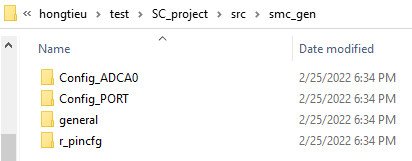 « hongtieu › test › SC_project › src › smc_gen
Name Date modified
Config_ADCA0 2/25/2022 6:34 PM
Config_PORT 2/25/2022 6:34 PM
general 2/25/2022 6:34 PM
r_pincfg 2/25/2022 6:34 PM